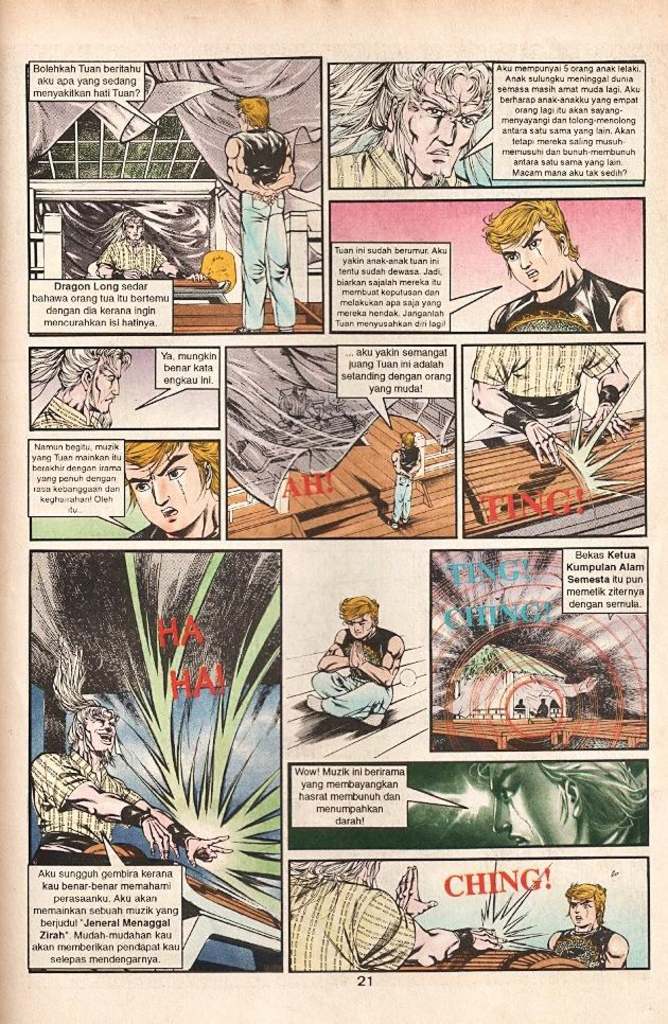 Bolehkah Tuan beritahu
aku apa yang sedang
menyakitkan hati Tuan?
Dragon Long sedar
bahawa orang tua itu bertemu
dengan dia kerana ingin
mencurahkan isi hatinya.
Aku mempunyai 5 orang anak lelaki.
Anak sulungku meninggal dunia
semasa masih amat muda lagi. Aku
berharap anak-anakku yang empat
orang lagi itu akan sayang-
menyayangi dan tolong-menolong
antara satu sama yang lain. Akan
tetapi mereka saling musuh-
memusuhi dan bunuh-membunuh
antara satu sama yang lain.
Macam mana aku tak sedih?
Tuan ini sudah berumur. Aku
yakin anak-anak tuan ini
tentu sudah dewasa. Jadi,
biarkan sajalah mereka itu
membuat keputusan dan
melakukan apa saja yang
mereka hendak. Janganlah
Tuan menyusahkan diri lagi!
Ya, mungkin
benar kata
engkau ini.
Namun begitu, muzik
yang Tuan mainkan itu
berakhir dengan irama
yang penuh dengan
rasa kebanggaan dan
keghairahan! Oleh
itu...
... aku yakin semangat
juang Tuan ini adalah
setanding dengan orang
yang muda!
AH!
TING!
HA
HA!
Aku sungguh gembira kerana
kau benar-benar memahami
perasaanku. Aku akan
memainkan sebuah muzik yang
berjudul "Jeneral Menaggal
Zirah". Mudah-mudahan kau
akan memberikan pendapat kau
selepas mendengarnya.
TING!
CHING!
Bekas Ketua
Kumpulan Alam
Semesta itu pun
memetik ziternya
dengan semula.
Wow! Muzik ini berirama
yang membayangkan
hasrat membunuh dan
menumpahkan
darah!
CHING!
21